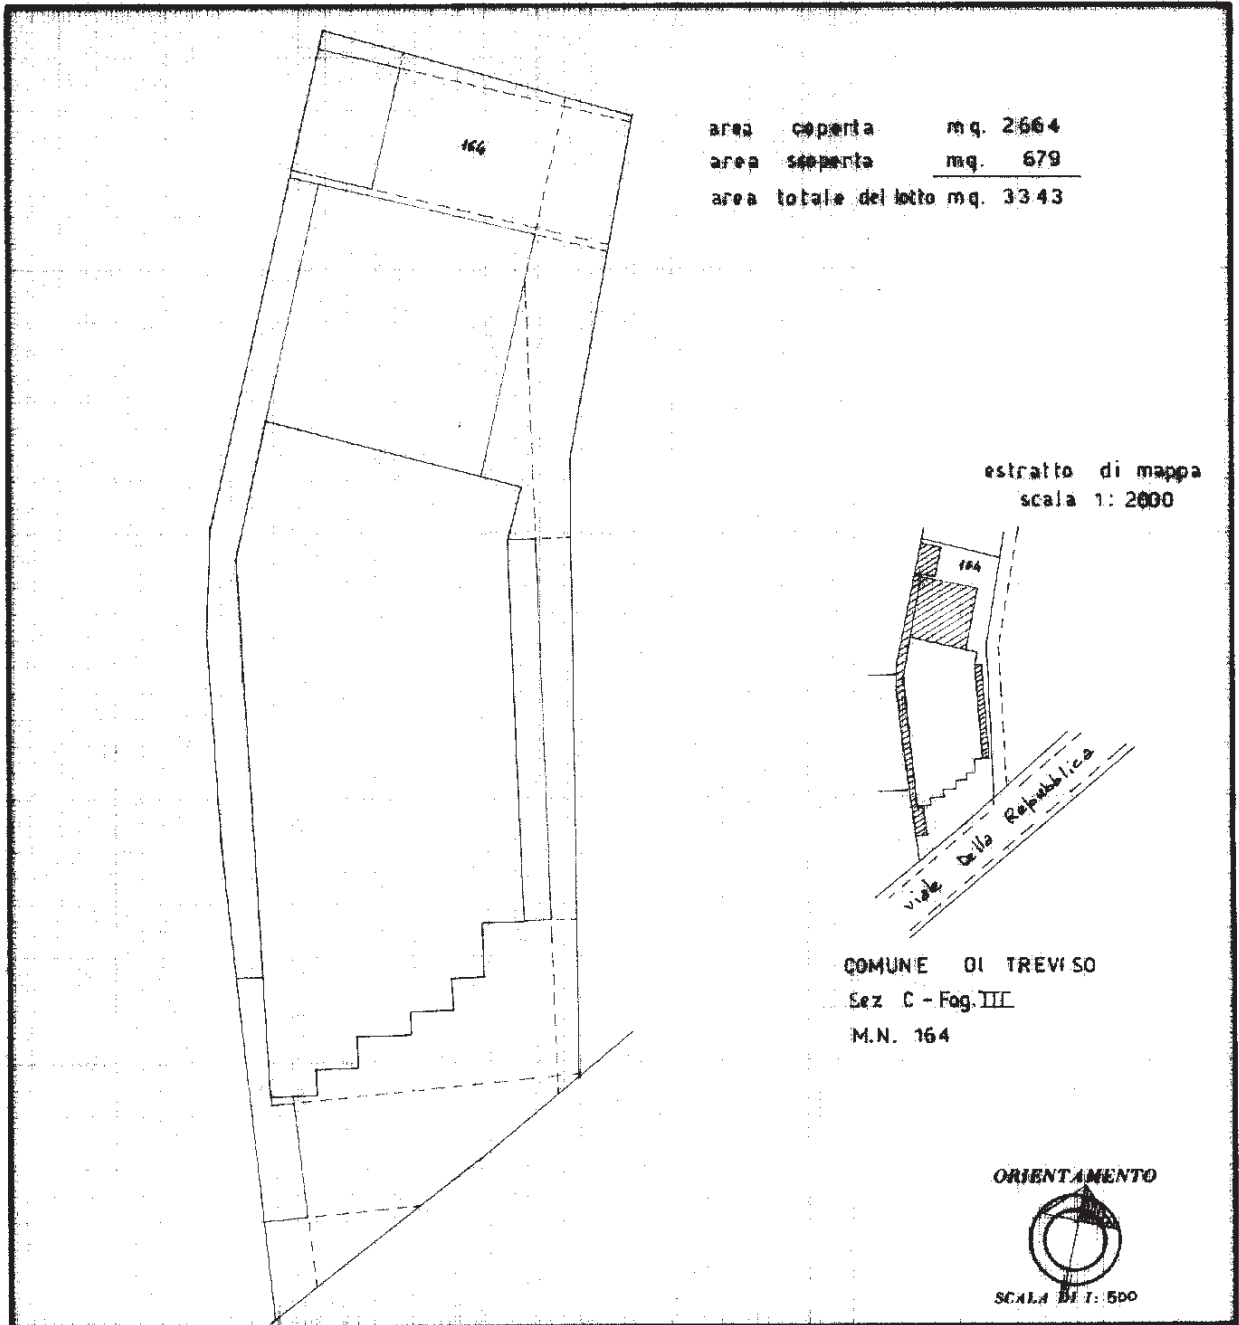 164
area coperta mq. 2664
area scoperta mq. 679
area totale del lotto mq. 3343
estratto di mappa
scala 1: 2000
164
viale Della Repubblica
COMUNE DI TREVISO
Sez C - Fog. III
M.N. 164
ORIENTAMENTO
SCALA DI 1: 500